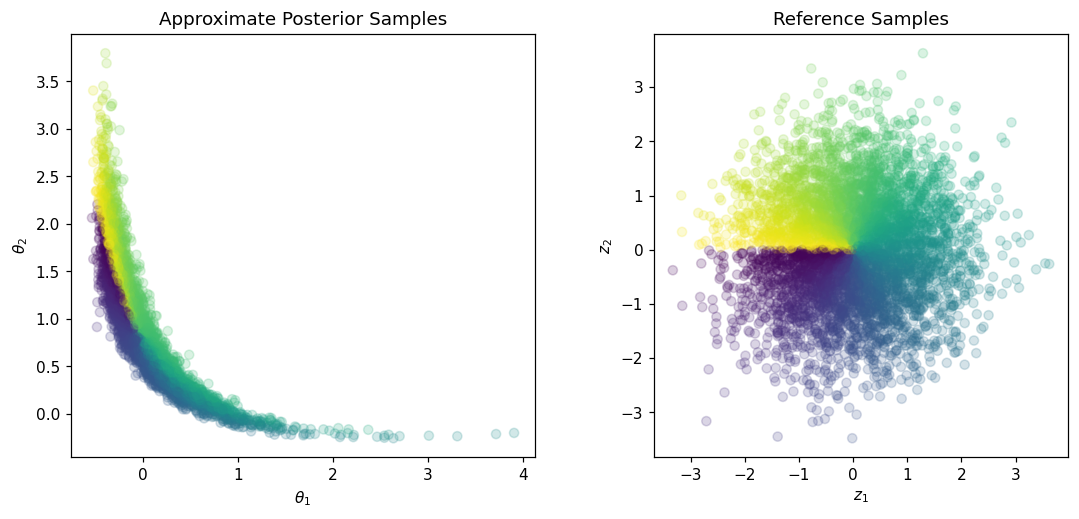 Approximate Posterior Samples
3.5
3.0
2.5
2.0
1.5
1.0
0.5
0.0
θ₂
0 1 2 3 4
θ₁
Reference Samples
3
2
1
0
−1
−2
−3
z₂
−3 −2 −1 0 1 2 3
z₁